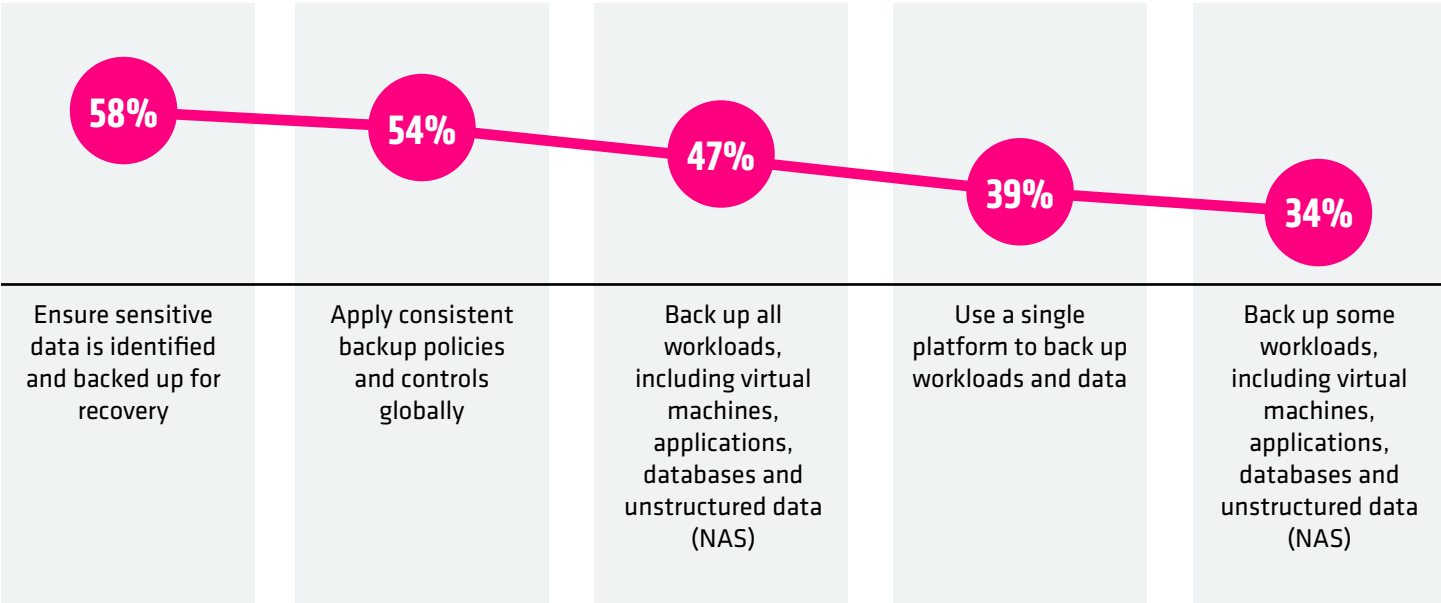 58%
54%
47%
39%
34%
Ensure sensitive
data is identified
and backed up for
recovery
Apply consistent
backup policies
and controls
globally
Back up all
workloads,
including virtual
machines,
applications,
databases and
unstructured data
(NAS)
Use a single
platform to back up
workloads and data
Back up some
workloads,
including virtual
machines,
applications,
databases and
unstructured data
(NAS)